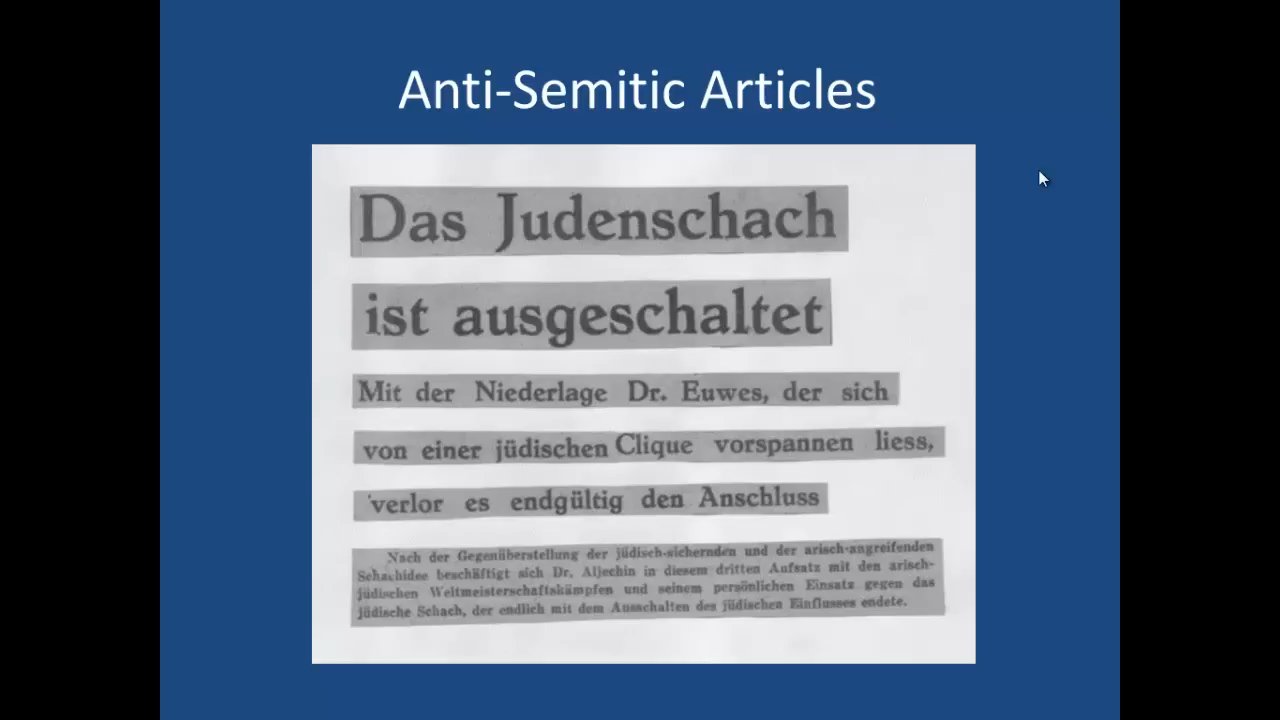 Anti-Semitic Articles
Das Judenschach
ist ausgeschaltet
Mit der Niederlage Dr. Euwes, der sich
von einer jüdischen Clique vorspannen liess,
verlor es endgültig den Anschluss
Nach der Gegenüberstellung der jüdisch-sichernden und der arisch-angreifenden
Schachidee beschäftigt sich Dr. Aljechin in diesem dritten Aufsatz mit den arisch-
jüdischen Weltmeisterschaftskämpfen und seinem persönlichen Einsatz gegen das
jüdische Schach, der endlich mit dem Ausschalten des jüdischen Einflusses endete.